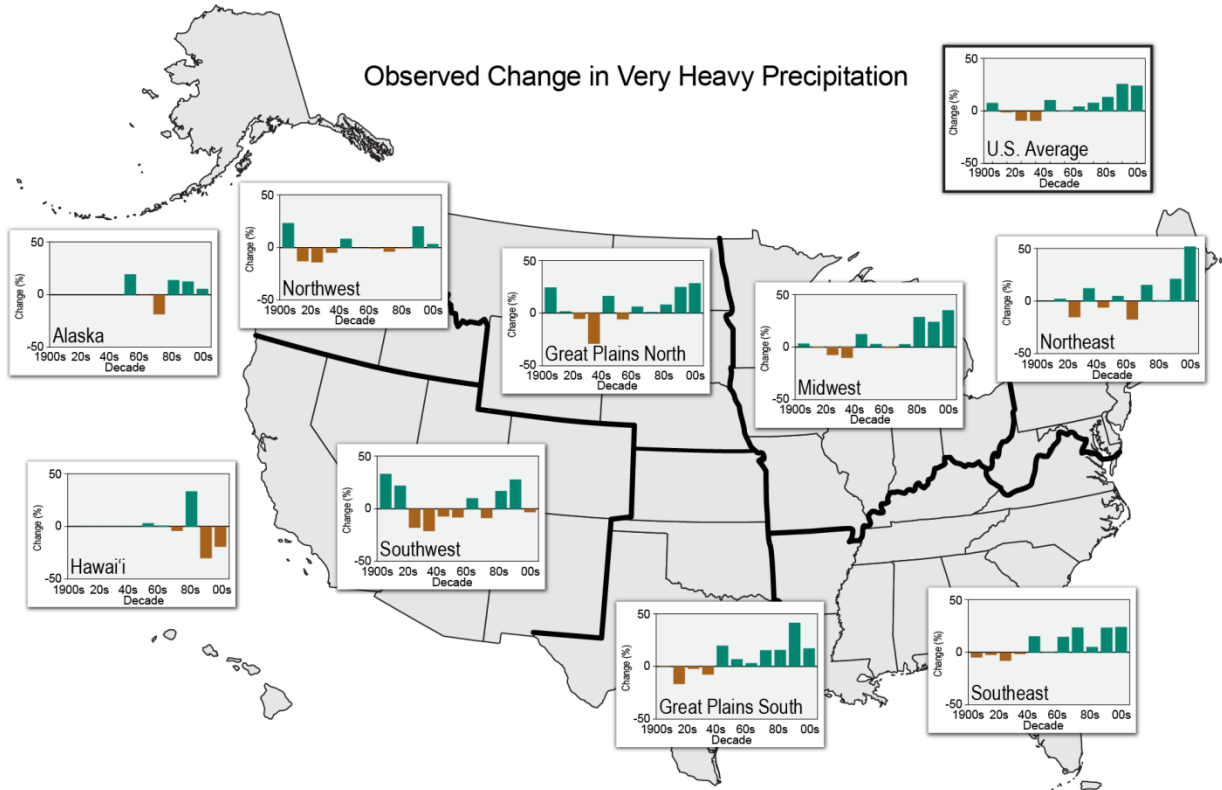 Observed Change in Very Heavy Precipitation
50
0
-50
Change (%)
U.S. Average
1900s 20s 40s 60s 80s 00s
Decade
50
0
-50
Change (%)
Northwest
1900s 20s 40s 60s 80s 00s
Decade
50
0
-50
Change (%)
Alaska
1900s 20s 40s 60s 80s 00s
Decade
50
0
-50
Change (%)
Great Plains North
1900s 20s 40s 60s 80s 00s
Decade
50
0
-50
Change (%)
Midwest
1900s 20s 40s 60s 80s 00s
Decade
50
0
-50
Change (%)
Northeast
1900s 20s 40s 60s 80s 00s
Decade
50
0
-50
Change (%)
Hawai‘i
1900s 20s 40s 60s 80s 00s
Decade
50
0
-50
Change (%)
Southwest
1900s 20s 40s 60s 80s 00s
Decade
50
0
-50
Change (%)
Great Plains South
1900s 20s 40s 60s 80s 00s
Decade
50
0
-50
Change (%)
Southeast
1900s 20s 40s 60s 80s 00s
Decade